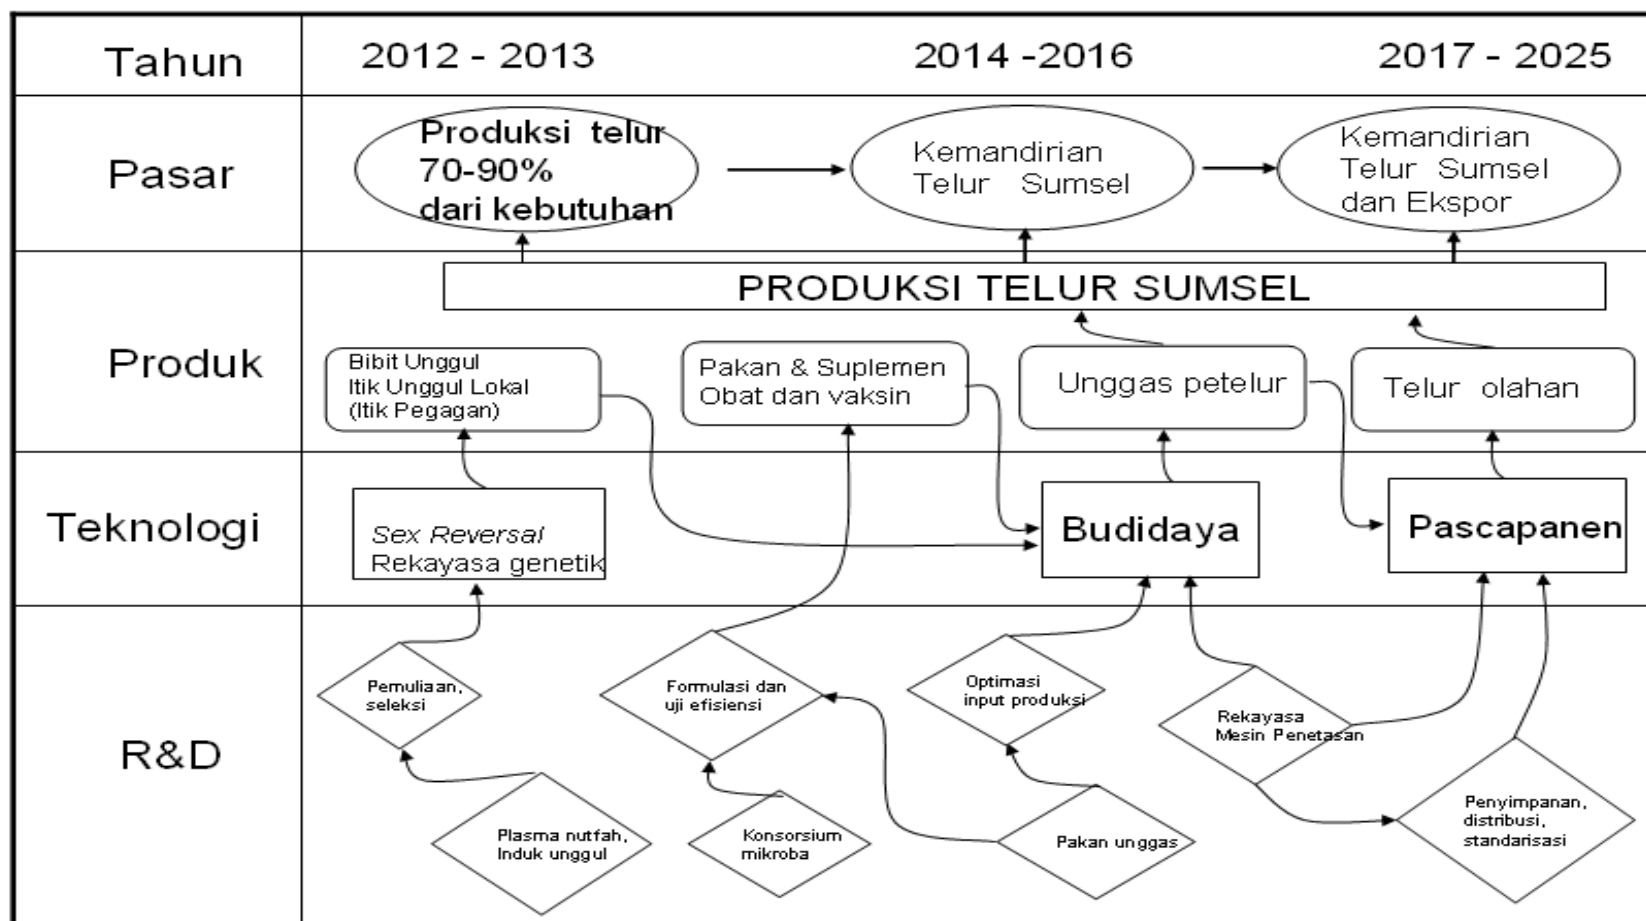 Tahun
2012 - 2013
2014 -2016
2017 - 2025
Pasar
Produksi telur
70-90%
dari kebutuhan
Kemandirian
Telur Sumsel
Kemandirian
Telur Sumsel
dan Ekspor
Produk
PRODUKSI TELUR SUMSEL
Bibit Unggul
Itik Unggul Lokal
(Itik Pegagan)
Pakan & Suplemen
Obat dan vaksin
Unggas petelur
Telur olahan
Teknologi
Sex Reversal
Rekayasa genetik
Budidaya
Pascapanen
R&D
Pemuliaan,
seleksi
Formulasi dan
uji efisiensi
Optimasi
input produksi
Rekayasa
Mesin Penetasan
Plasma nutfah,
Induk unggul
Konsorsium
mikroba
Pakan unggas
Penyimpanan,
distribusi,
standarisasi